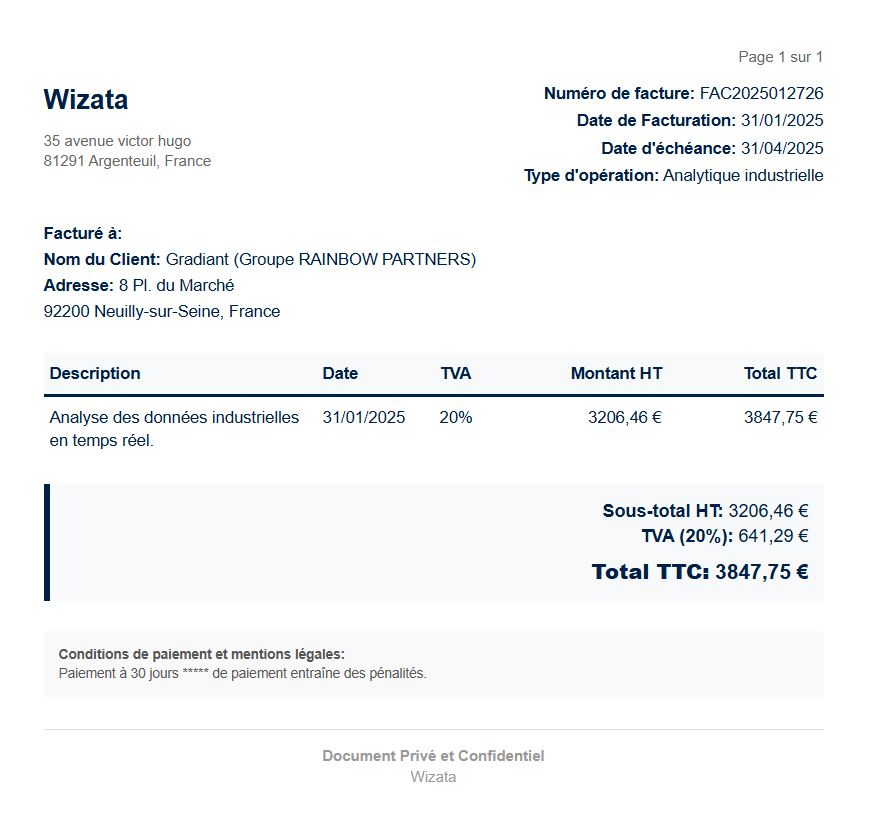 Page 1 sur 1
Wizata
35 avenue victor hugo
81291 Argenteuil, France
Numéro de facture: FAC2025012726
Date de Facturation: 31/01/2025
Date d'échéance: 31/04/2025
Type d'opération: Analytique industrielle
Facturé à:
Nom du Client: Gradiant (Groupe RAINBOW PARTNERS)
Adresse: 8 Pl. du Marché
92200 Neuilly-sur-Seine, France
Description Date TVA Montant HT Total TTC
Analyse des données industrielles 31/01/2025 20% 3206,46 € 3847,75 €
en temps réel.
Sous-total HT: 3206,46 €
TVA (20%): 641,29 €
Total TTC: 3847,75 €
Conditions de paiement et mentions légales:
Paiement à 30 jours ***** de paiement entraîne des pénalités.
Document Privé et Confidentiel
Wizata